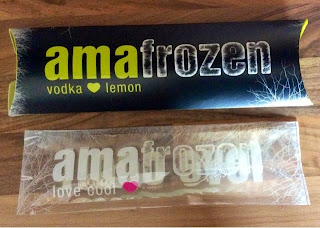 amafrozen
vodka ♥ lemon
amafrozen
love cool